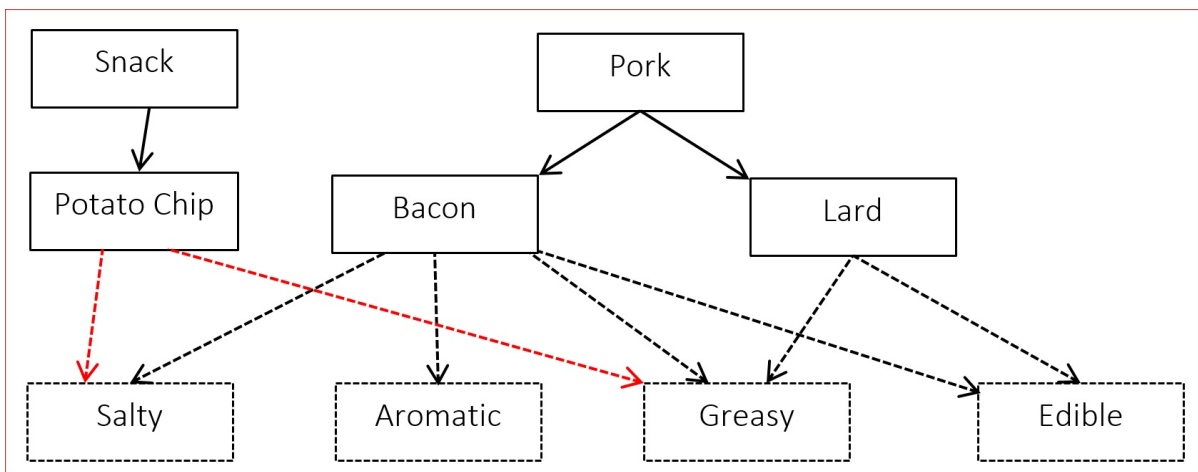 Snack
Pork
Potato Chip
Bacon
Lard
Salty
Aromatic
Greasy
Edible